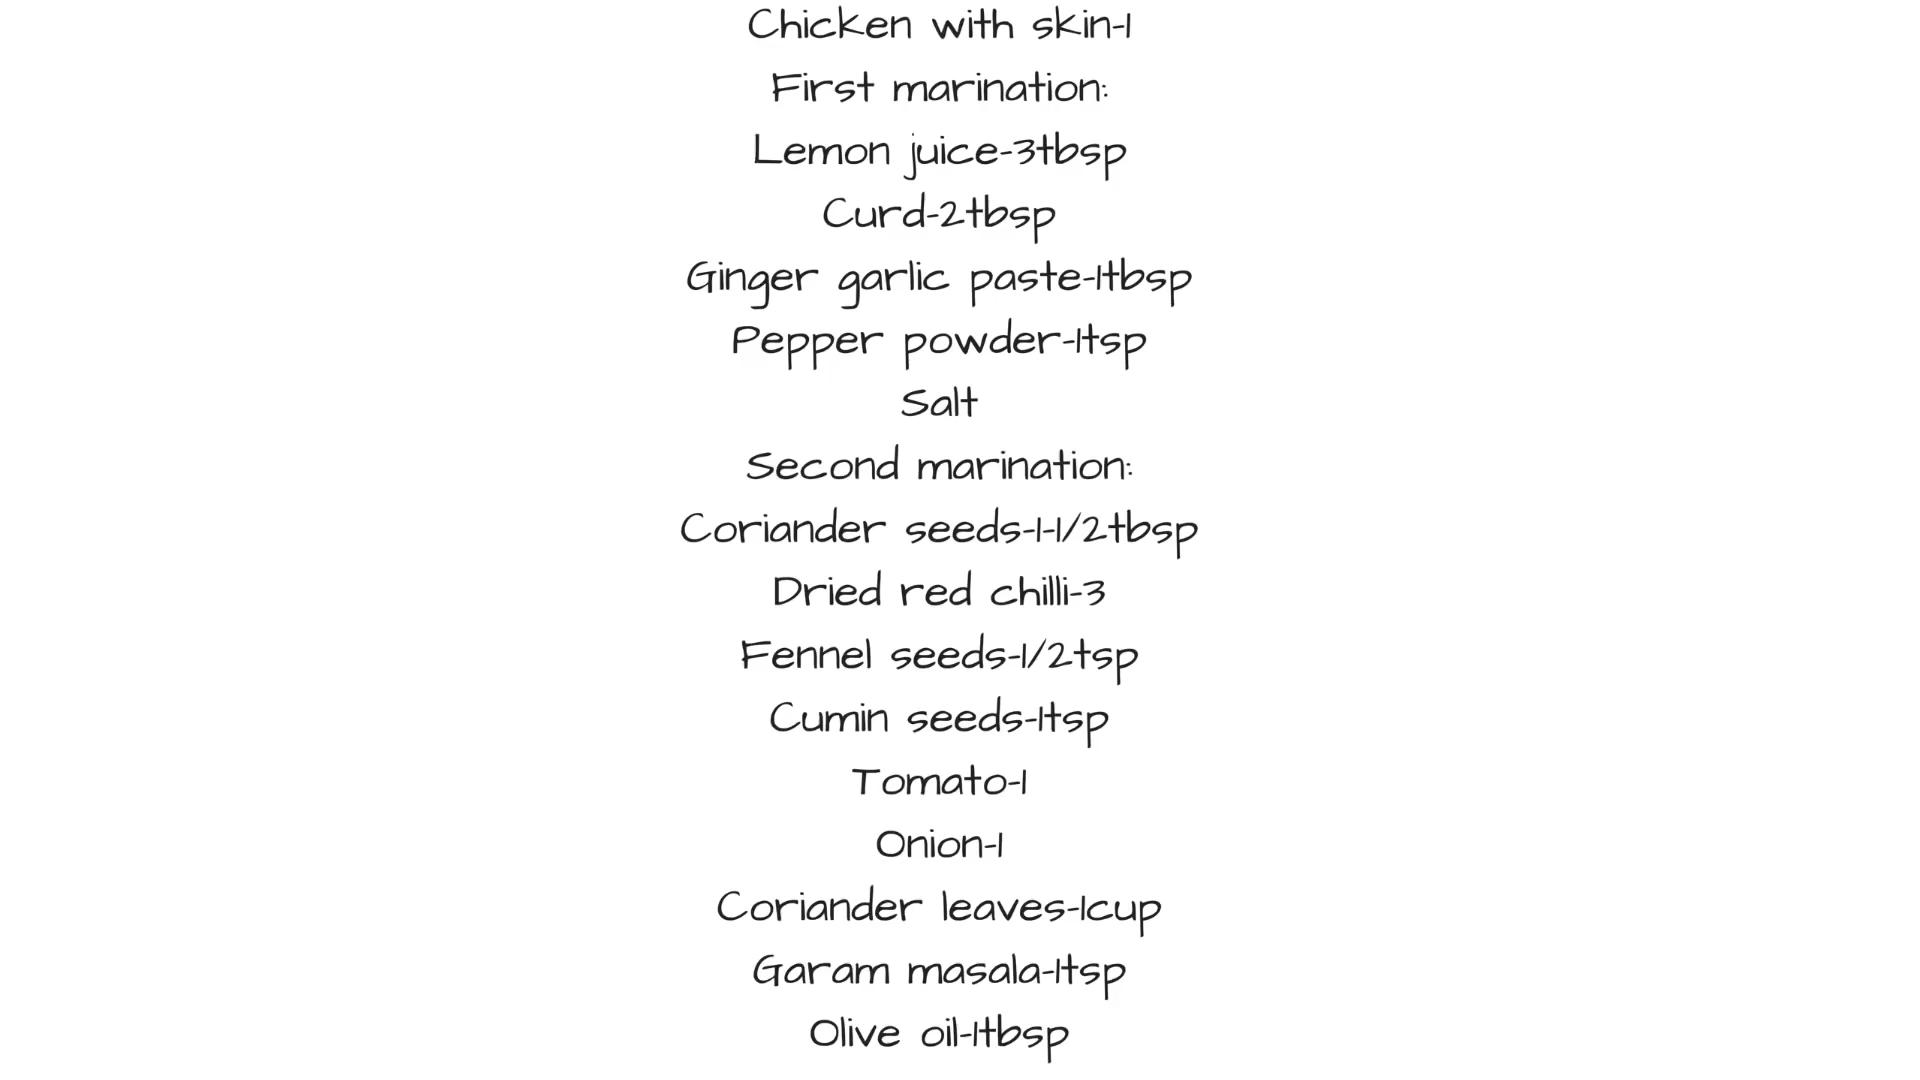 Chicken with skin-1
First marination:
Lemon juice-3tbsp
Curd-2tbsp
Ginger garlic paste-1tbsp
Pepper powder-1tsp
Salt
Second marination:
Coriander seeds-1-1/2tbsp
Dried red chilli-3
Fennel seeds-1/2tsp
Cumin seeds-1tsp
Tomato-1
Onion-1
Coriander leaves-1cup
Garam masala-1tsp
Olive oil-1tbsp